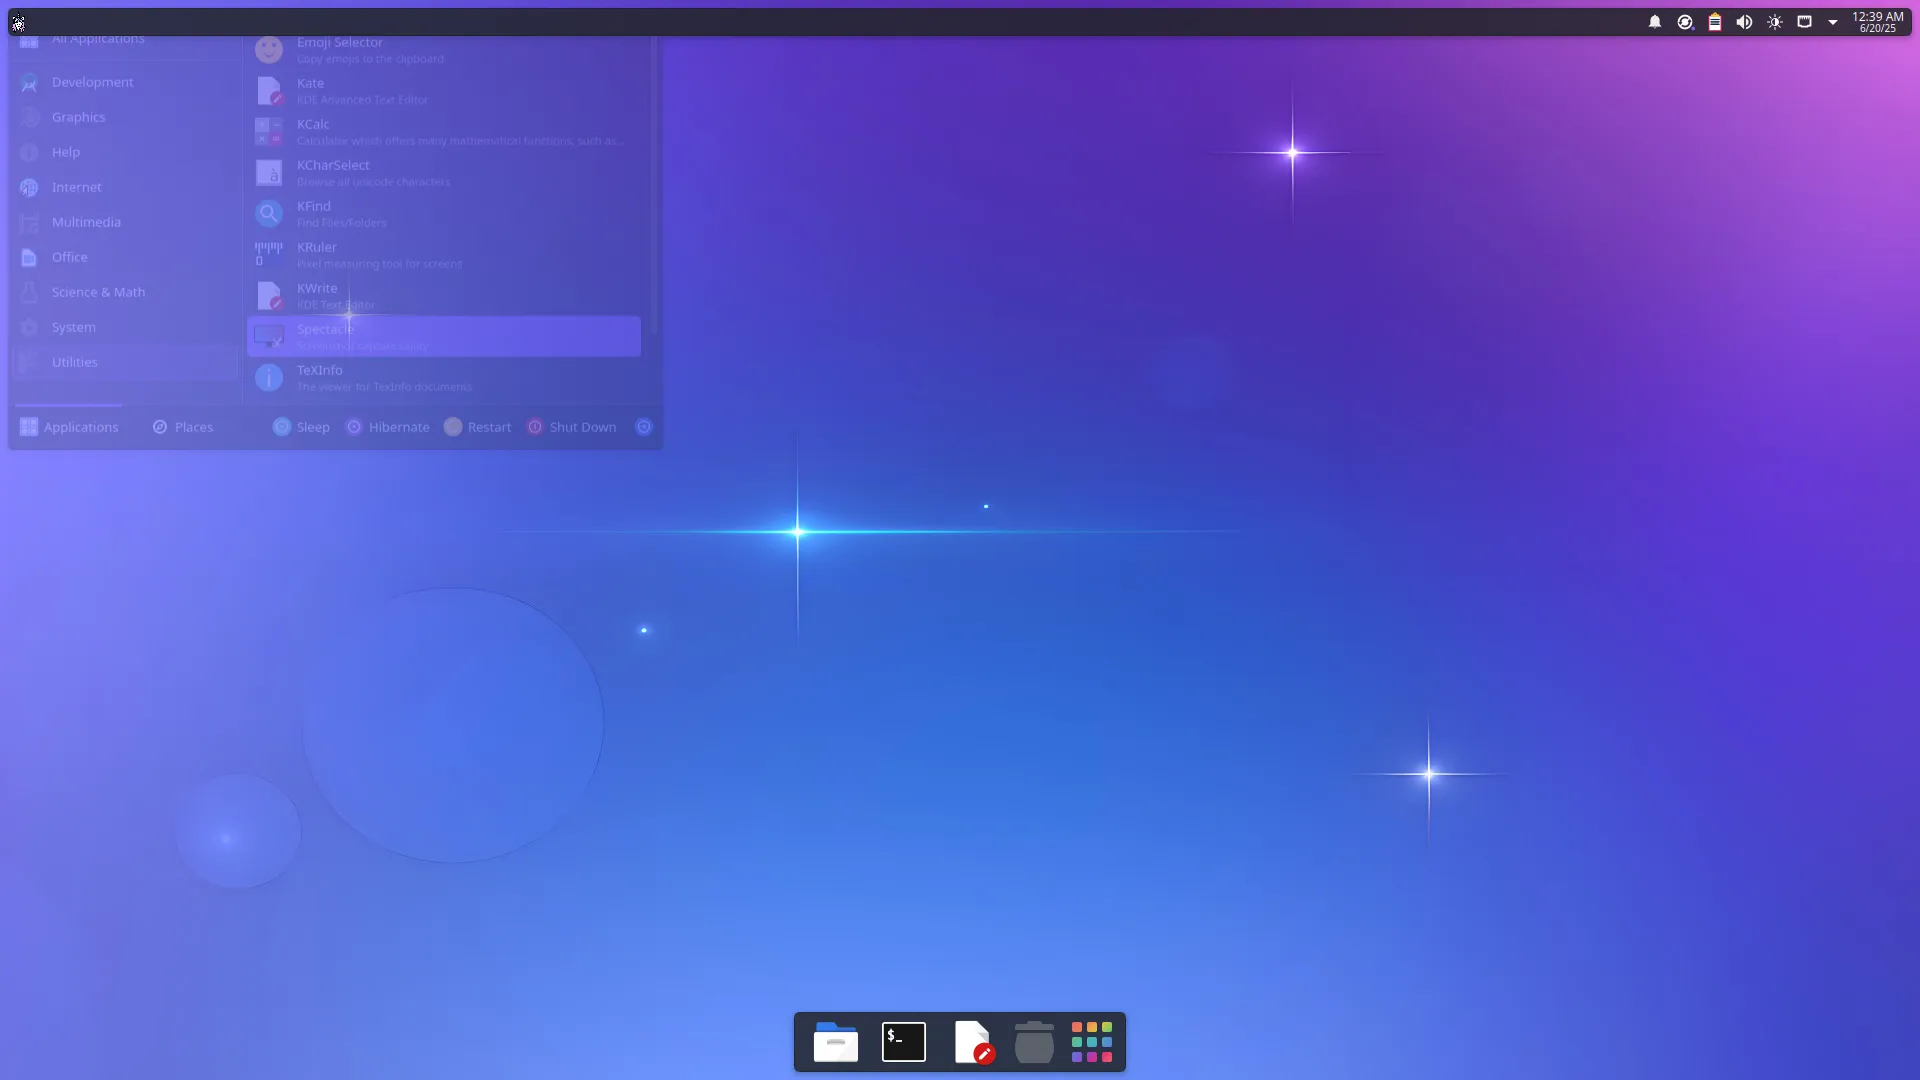 12:39 AM
6/20/25
All Applications
Development
Graphics
Help
Internet
Multimedia
Office
Science & Math
System
Utilities
Emoji Selector
Copy emojis to the clipboard
Kate
KDE Advanced Text Editor
KCalc
Calculator which offers many mathematical functions, such as...
KCharSelect
Browse all unicode characters
KFind
Find Files/Folders
KRuler
Pixel measuring tool for screens
KWrite
KDE Text Editor
Spectacle
Screenshot capture utility
TeXInfo
The viewer for TexInfo documents
Applications
Places
Sleep
Hibernate
Restart
Shut Down
$_